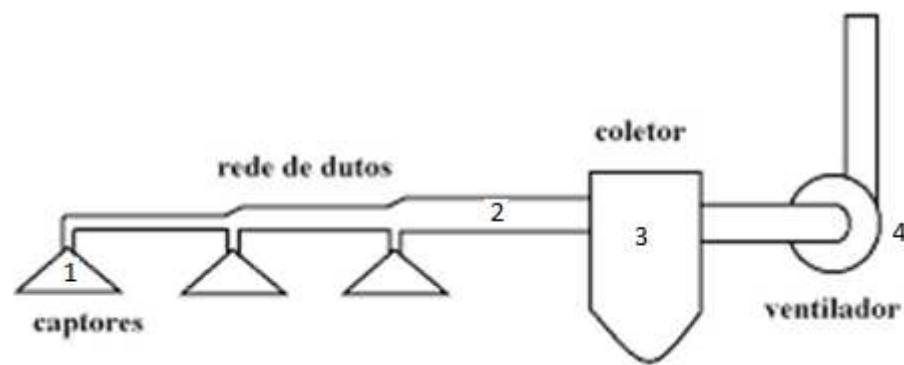 coletor
rede de dutos
2
3
4
1
ventilador
captores